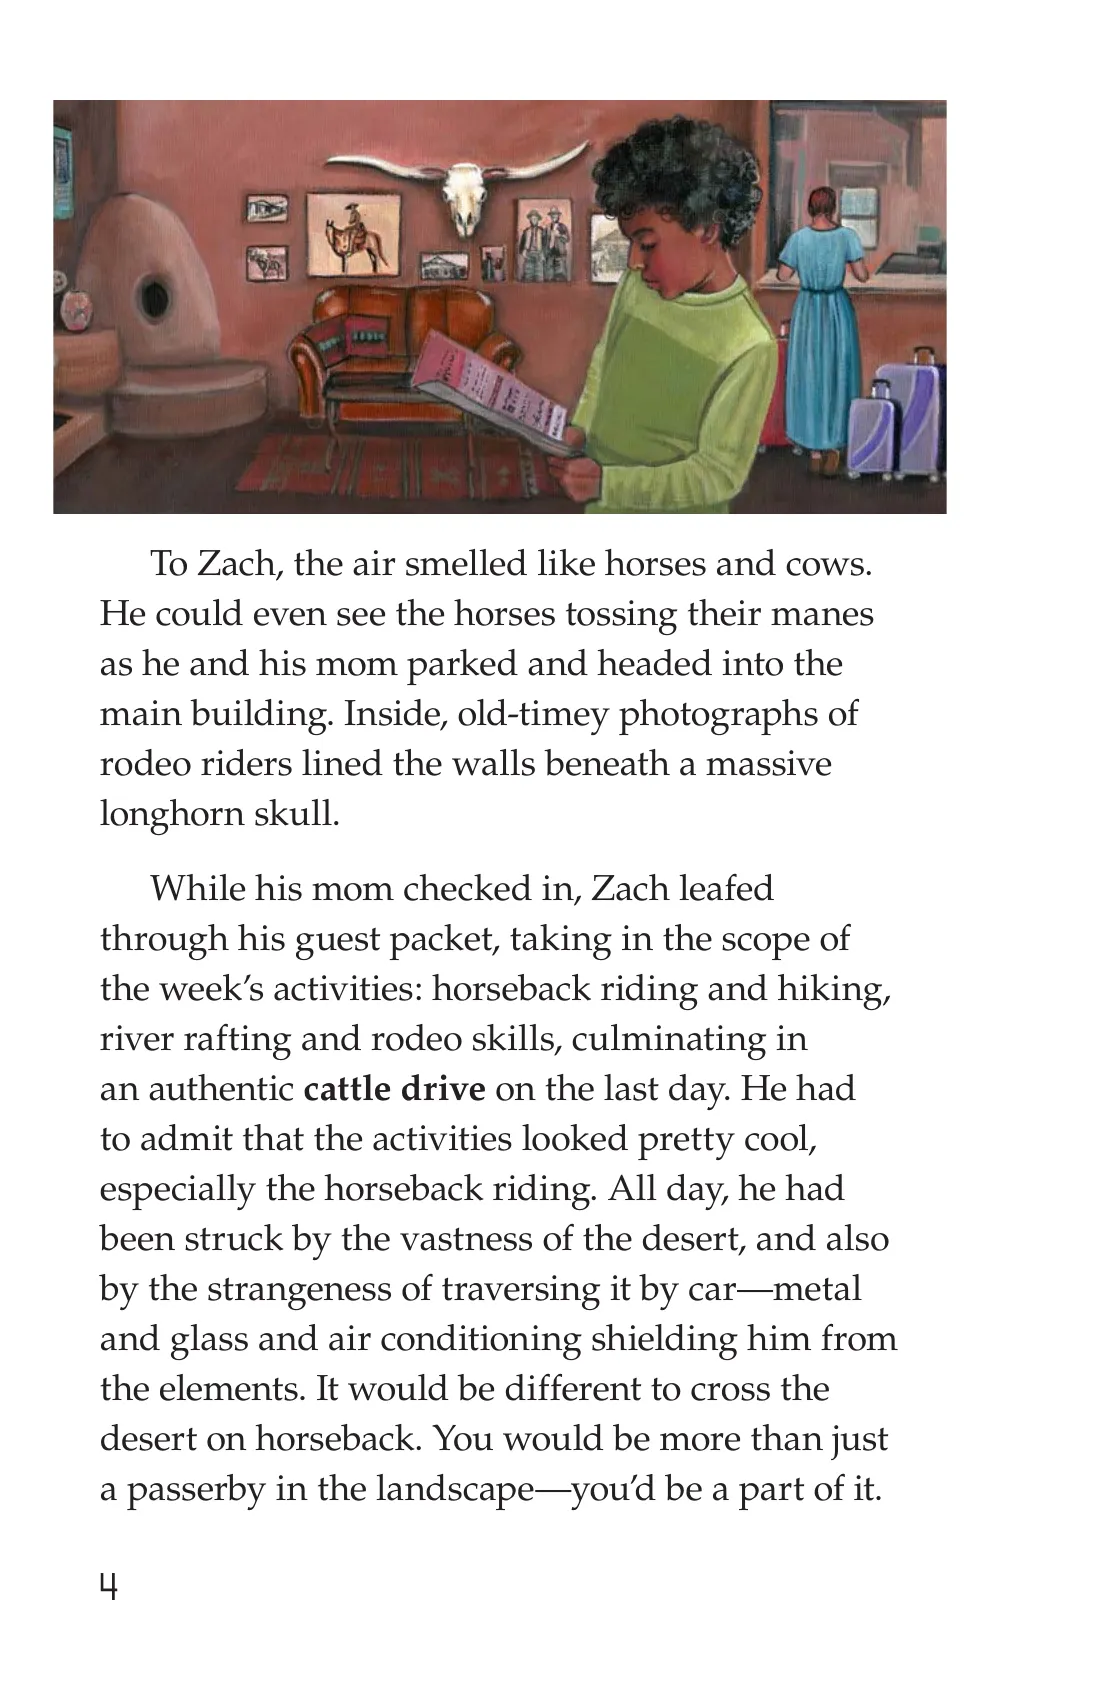 To Zach, the air smelled like horses and cows.
He could even see the horses tossing their manes
as he and his mom parked and headed into the
main building. Inside, old-timey photographs of
rodeo riders lined the walls beneath a massive
longhorn skull.
While his mom checked in, Zach leafed
through his guest packet, taking in the scope of
the week’s activities: horseback riding and hiking,
river rafting and rodeo skills, culminating in
an authentic cattle drive on the last day. He had
to admit that the activities looked pretty cool,
especially the horseback riding. All day, he had
been struck by the vastness of the desert, and also
by the strangeness of traversing it by car—metal
and glass and air conditioning shielding him from
the elements. It would be different to cross the
desert on horseback. You would be more than just
a passerby in the landscape—you’d be a part of it.
4